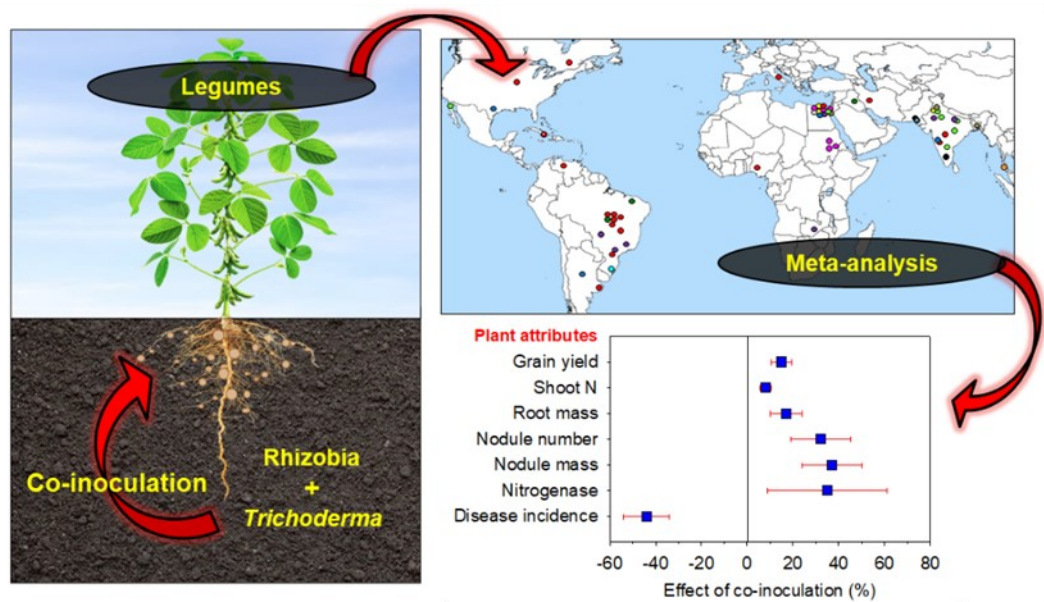 Legumes
Co-inoculation
Rhizobia
+
Trichoderma
Meta-analysis
Plant attributes
Grain yield
Shoot N
Root mass
Nodule number
Nodule mass
Nitrogenase
Disease incidence
-60 -40 -20 0 20 40 60 80
Effect of co-inoculation (%)